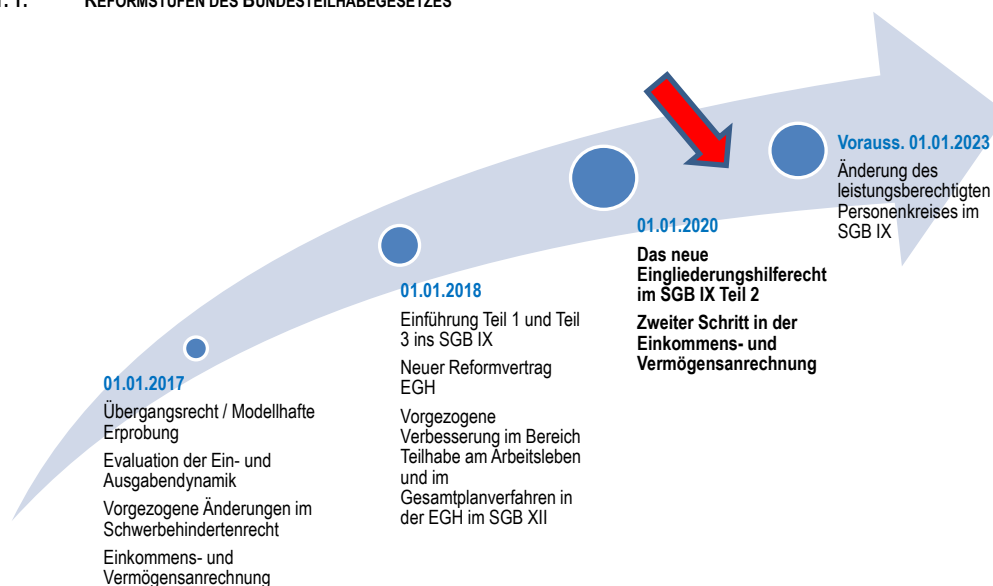 REFORMSTUFEN DES BUNDESTEILHABEGESETZES
01.01.2017
Übergangsrecht / Modellhafte
Erprobung
Evaluation der Ein- und
Ausgabendynamik
Vorgezogene Änderungen im
Schwerbehindertenrecht
Einkommens- und
Vermögensanrechnung
01.01.2018
Einführung Teil 1 und Teil
3 ins SGB IX
Neuer Reformvertrag
EGH
Vorgezogene
Verbesserung im Bereich
Teilhabe am Arbeitsleben
und im
Gesamtplanverfahren in
der EGH im SGB XII
01.01.2020
Das neue
Eingliederungshilferecht
im SGB IX Teil 2
Zweiter Schritt in der
Einkommens- und
Vermögensanrechnung
Vorauss. 01.01.2023
Änderung des
leistungsberechtigten
Personenkreises im
SGB IX